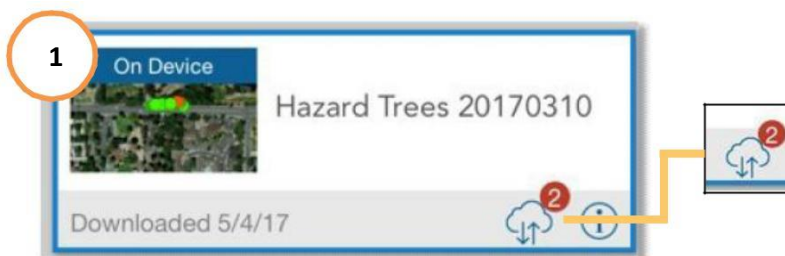 1
On Device
Hazard Trees 20170310
2
2
Downloaded 5/4/17